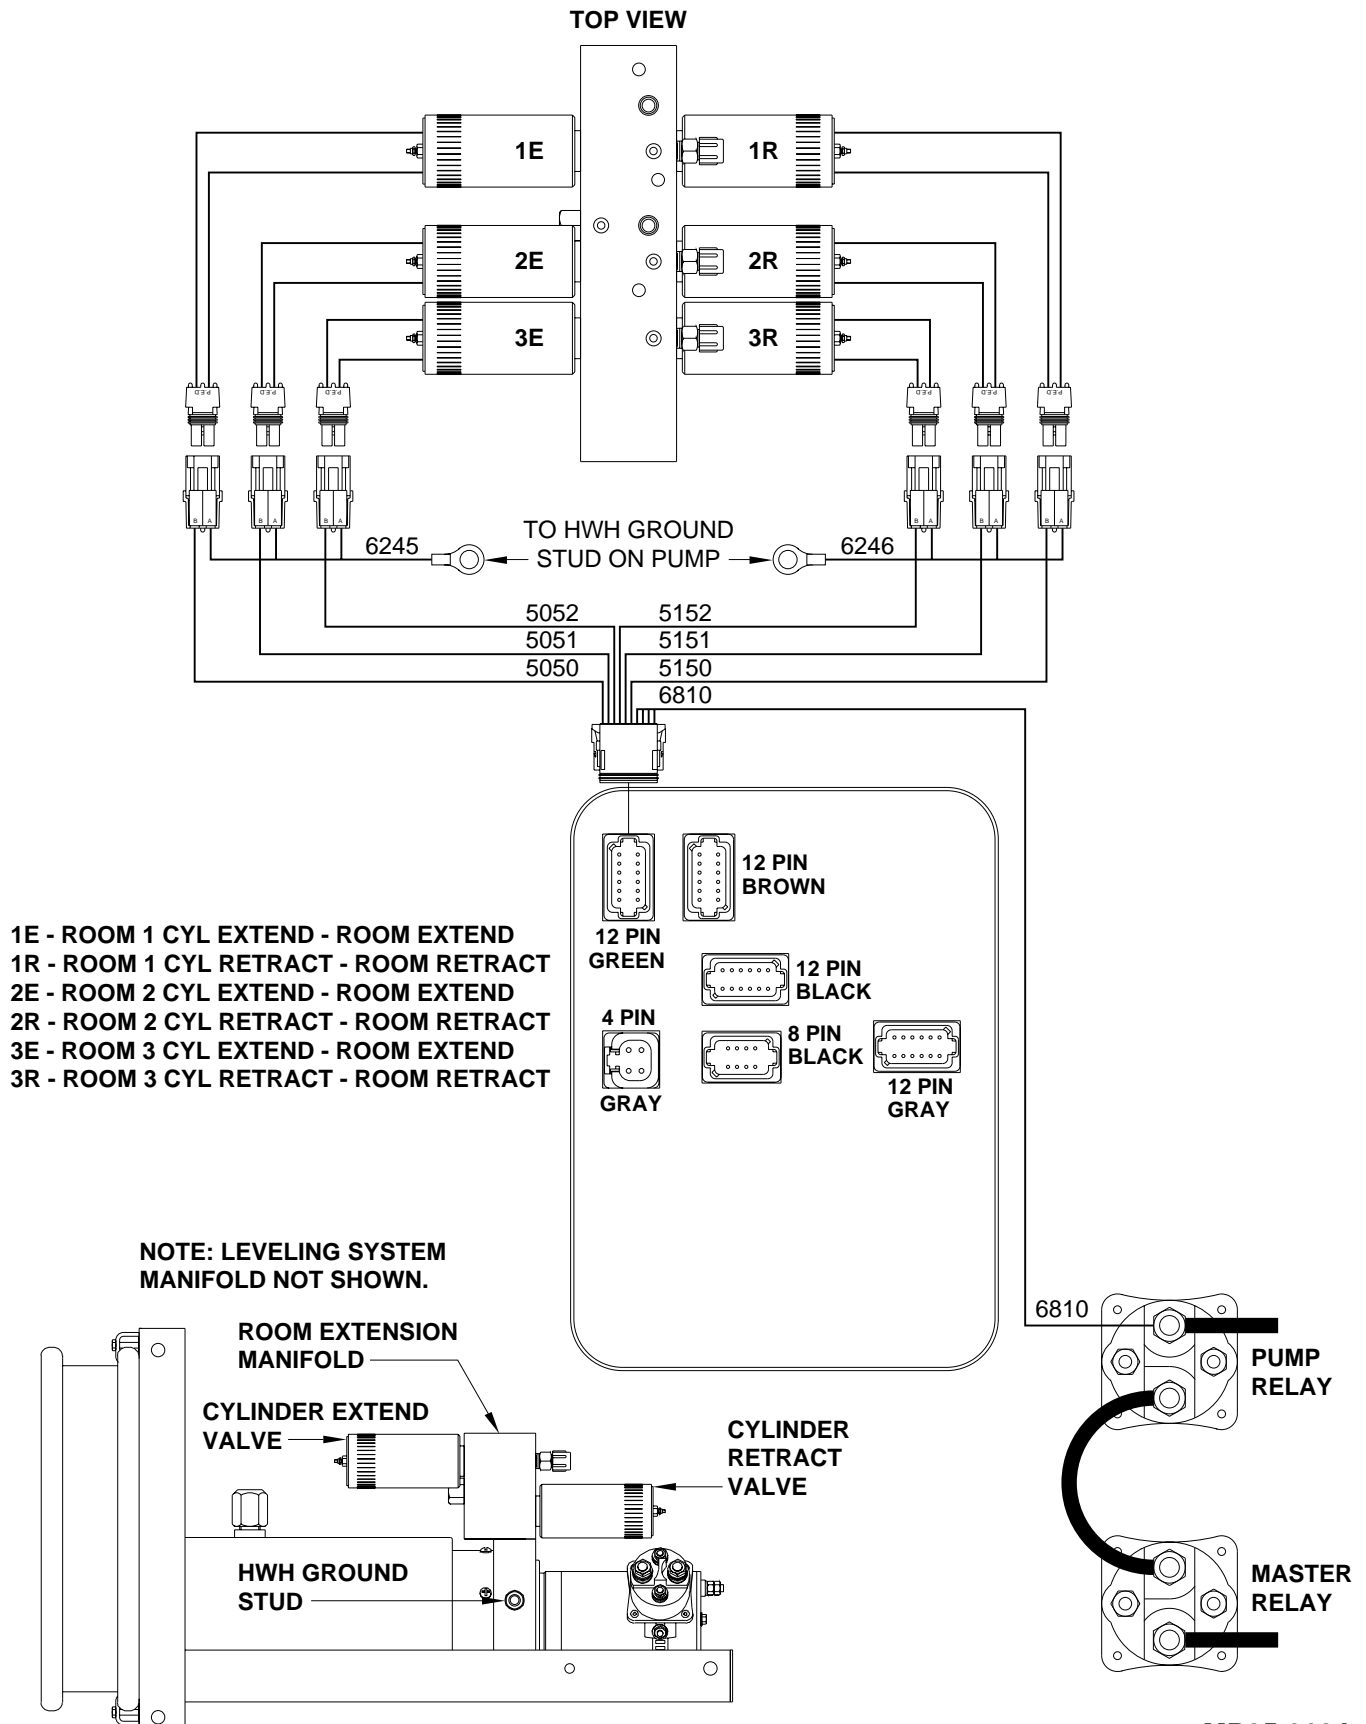 TOP VIEW
1E
1R
2E
2R
3E
3R
P.E.D
P.E.D
P.E.D
P.E.D
P.E.D
P.E.D
B A
B A
B A
B A
B A
B A
6245
TO HWH GROUND
STUD ON PUMP
6246
5052
5152
5051
5151
5050
5150
6810
12 PIN
BROWN
12 PIN
GREEN
12 PIN
BLACK
4 PIN
GRAY
8 PIN
BLACK
12 PIN
GRAY
1E - ROOM 1 CYL EXTEND - ROOM EXTEND
1R - ROOM 1 CYL RETRACT - ROOM RETRACT
2E - ROOM 2 CYL EXTEND - ROOM EXTEND
2R - ROOM 2 CYL RETRACT - ROOM RETRACT
3E - ROOM 3 CYL EXTEND - ROOM EXTEND
3R - ROOM 3 CYL RETRACT - ROOM RETRACT
NOTE: LEVELING SYSTEM
MANIFOLD NOT SHOWN.
6810
PUMP
RELAY
ROOM EXTENSION
MANIFOLD
CYLINDER EXTEND
VALVE
CYLINDER
RETRACT
VALVE
HWH GROUND
STUD
MASTER
RELAY